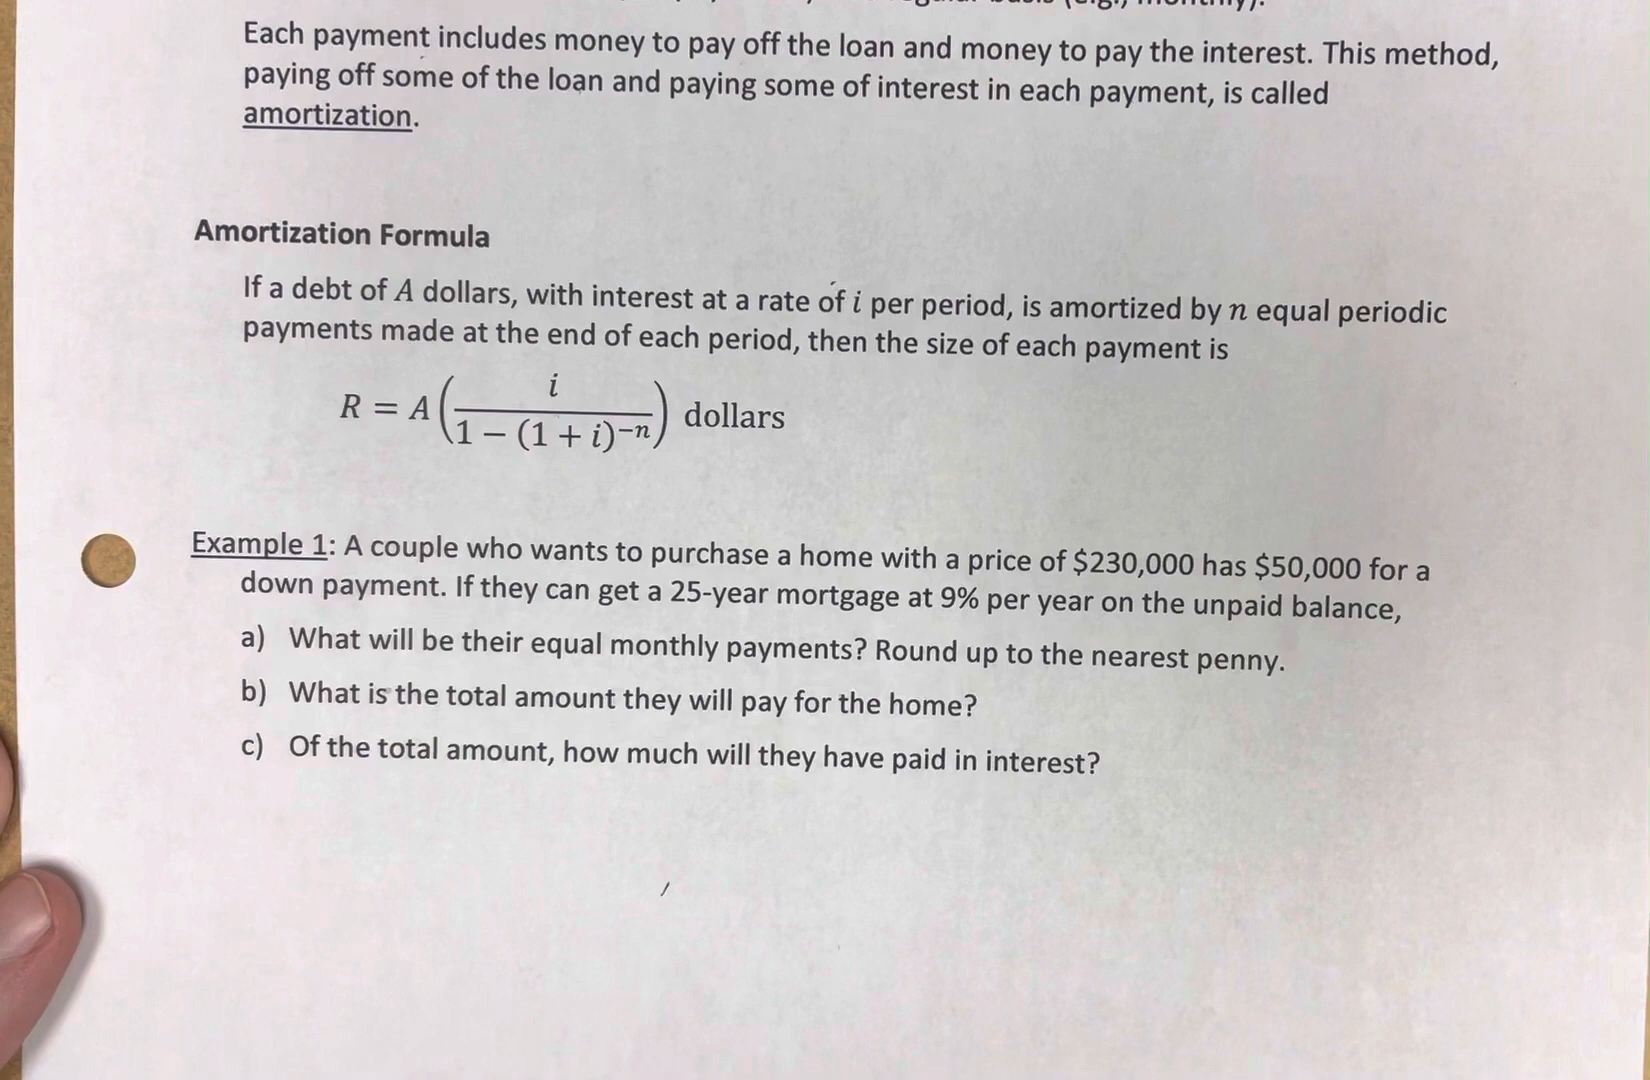 Each payment includes money to pay off the loan and money to pay the interest. This method,
paying off some of the loan and paying some of interest in each payment, is called
amortization.
Amortization Formula
If a debt of A dollars, with interest at a rate of i per period, is amortized by n equal periodic
payments made at the end of each period, then the size of each payment is
R = A(i / (1 − (1 + i)^−n)) dollars
Example 1: A couple who wants to purchase a home with a price of $230,000 has $50,000 for a
down payment. If they can get a 25-year mortgage at 9% per year on the unpaid balance,
a) What will be their equal monthly payments? Round up to the nearest penny.
b) What is the total amount they will pay for the home?
c) Of the total amount, how much will they have paid in interest?